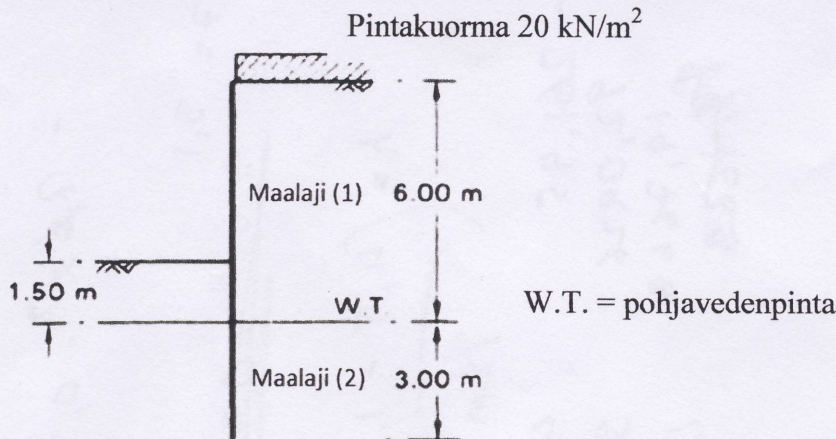 Pintakuorma 20 kN/m²
Maalaji (1) 6.00 m
1.50 m
W.T
W.T. = pohjavedenpinta
Maalaji (2) 3.00 m